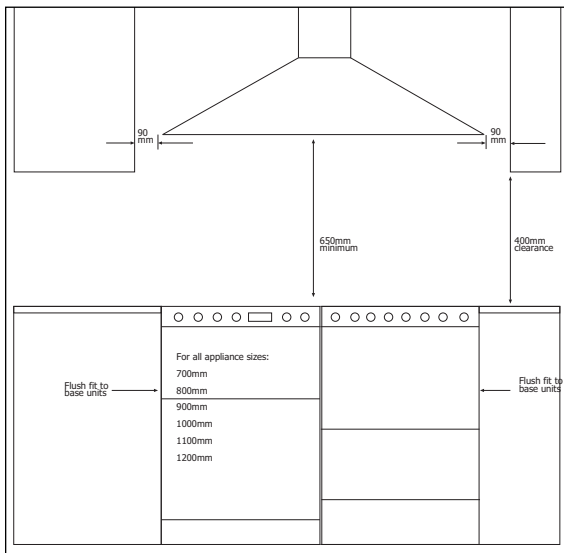 90
mm
90
mm
650mm
minimum
400mm
clearance
For all appliance sizes:
700mm
800mm
900mm
1000mm
1100mm
1200mm
Flush fit to
base units
Flush fit to
base units